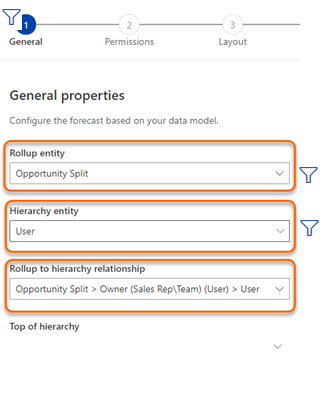 1
2
3
General
Permissions
Layout
General properties
Configure the forecast based on your data model.
Rollup entity
Opportunity Split
Hierarchy entity
User
Rollup to hierarchy relationship
Opportunity Split > Owner (Sales Rep\Team) (User) > User
Top of hierarchy